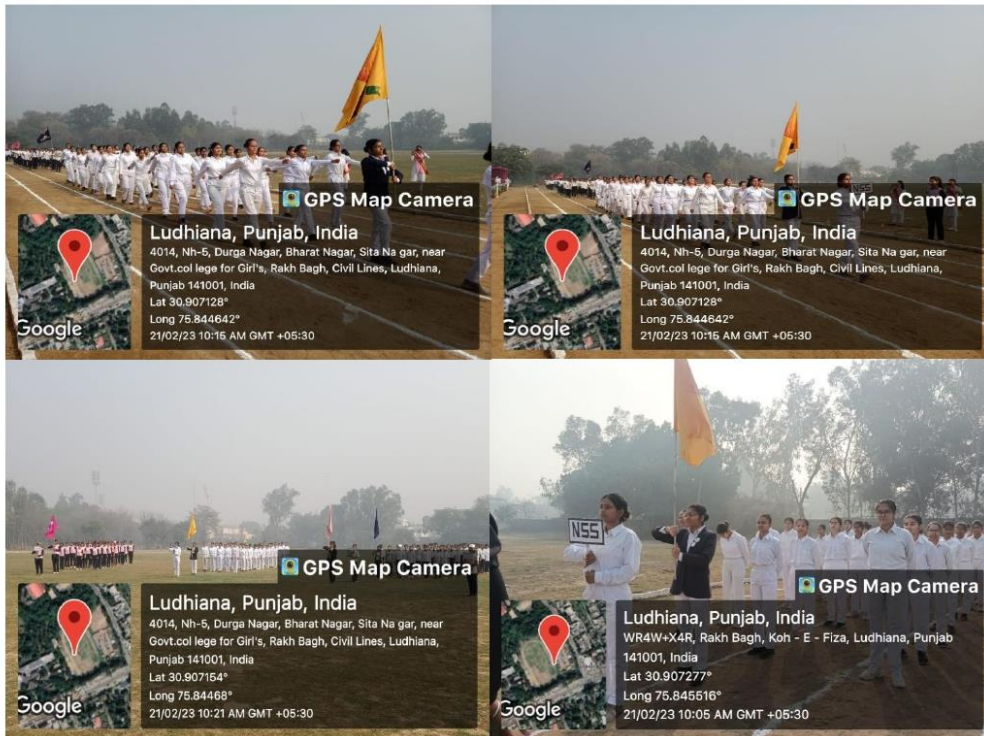 GPS Map Camera
Ludhiana, Punjab, India
4014, Nh-5, Durga Nagar, Bharat Nagar, Sita Na gar, near
Govt.col lege for Girl's, Rakh Bagh, Civil Lines, Ludhiana,
Punjab 141001, India
Lat 30.907128°
Long 75.844642°
21/02/23 10:15 AM GMT +05:30
Google
NSS
GPS Map Camera
Ludhiana, Punjab, India
4014, Nh-5, Durga Nagar, Bharat Nagar, Sita Na gar, near
Govt.col lege for Girl's, Rakh Bagh, Civil Lines, Ludhiana,
Punjab 141001, India
Lat 30.907128°
Long 75.844642°
21/02/23 10:15 AM GMT +05:30
Google
GPS Map Camera
Ludhiana, Punjab, India
4014, Nh-5, Durga Nagar, Bharat Nagar, Sita Na gar, near
Govt.col lege for Girl's, Rakh Bagh, Civil Lines, Ludhiana,
Punjab 141001, India
Lat 30.907154°
Long 75.84468°
21/02/23 10:21 AM GMT +05:30
Google
NSS
GPS Map Camera
Ludhiana, Punjab, India
WR4W+X4R, Rakh Bagh, Koh - E - Fiza, Ludhiana, Punjab
141001, India
Lat 30.907277°
Long 75.845516°
21/02/23 10:05 AM GMT +05:30
Google